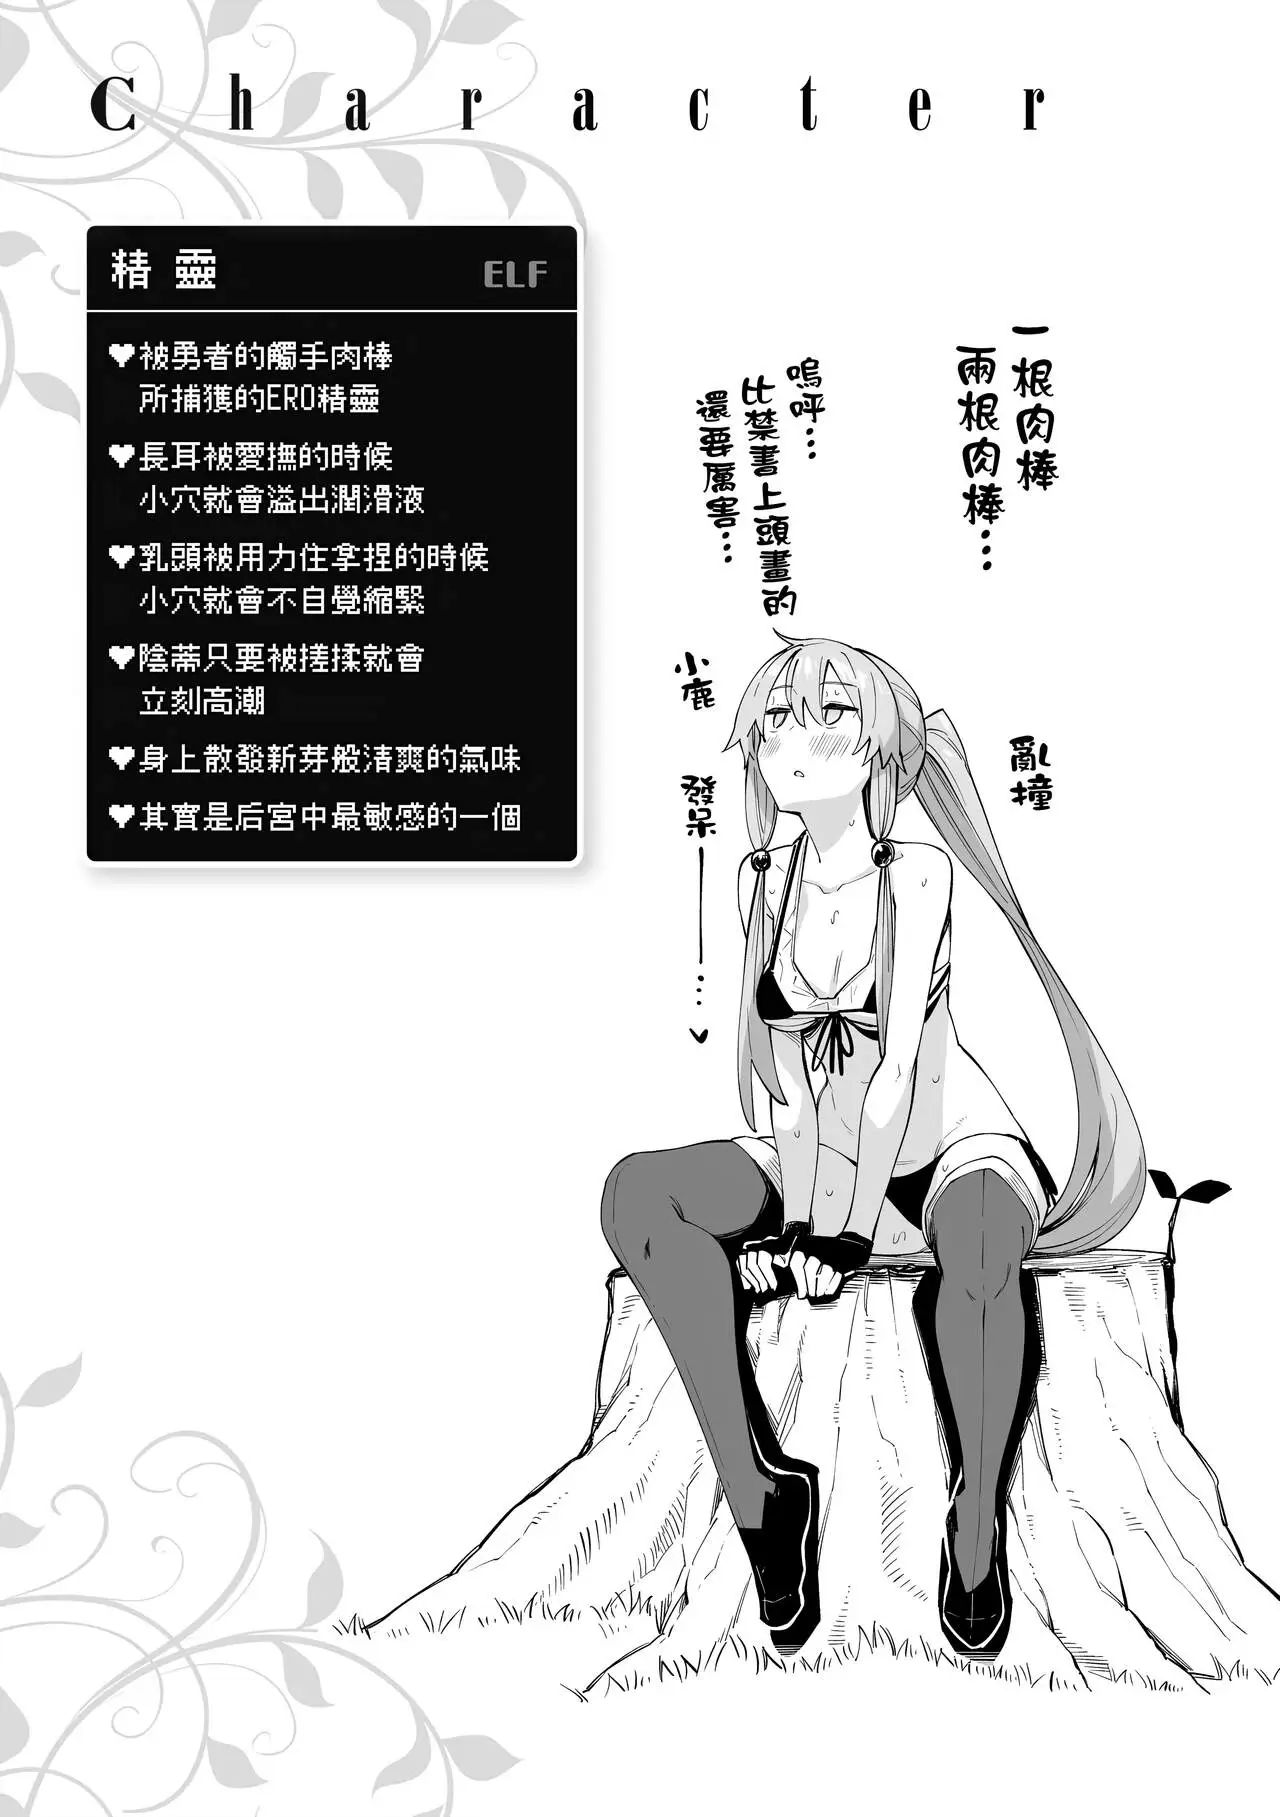 Character
精靈
ELF
♥被勇者的觸手肉棒
所捕獲的ERO精靈
♥長耳被愛撫的時候
小穴就會溢出潤滑液
♥乳頭被用力住拿捏的時候
小穴就會不自覺縮緊
♥陰蒂只要被搓揉就會
立刻高潮
♥身上散發新芽般清爽的氣味
♥其實是后宮中最敏感的一個
一根肉棒
兩根肉棒…
嗚呼…
比禁書上頭畫的
還要厲害…
小鹿
亂撞
發呆——…♥